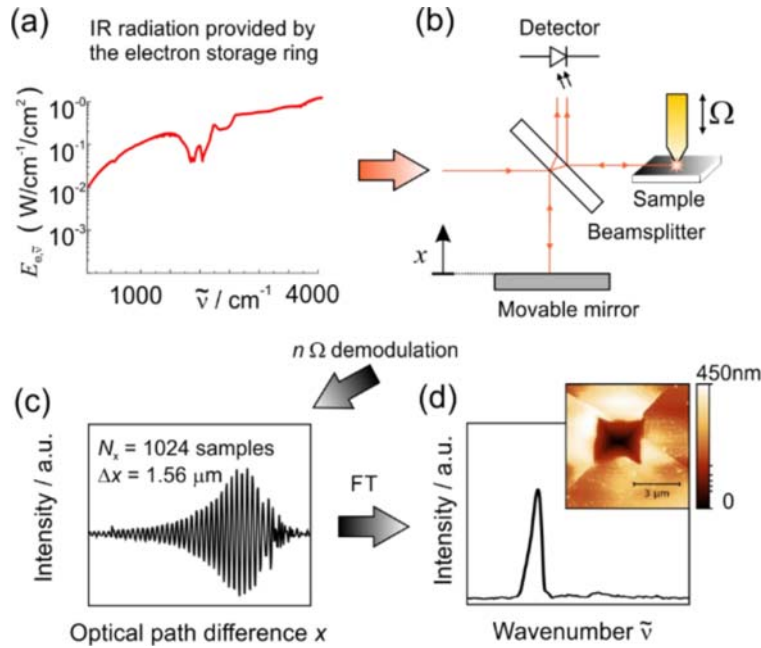 (a)
IR radiation provided by
the electron storage ring
10⁻⁰
10⁻¹
10⁻²
10⁻³
E_{e,ṽ} ( W/cm⁻¹/cm² )
1000
ṽ / cm⁻¹
4000
(b)
Detector
Ω
Sample
Beamsplitter
x
Movable mirror
n Ω demodulation
(c)
Nₓ = 1024 samples
Δx = 1.56 μm
Intensity / a.u.
Optical path difference x
FT
(d)
450nm
0
3 μm
Intensity / a.u.
Wavenumber ṽ